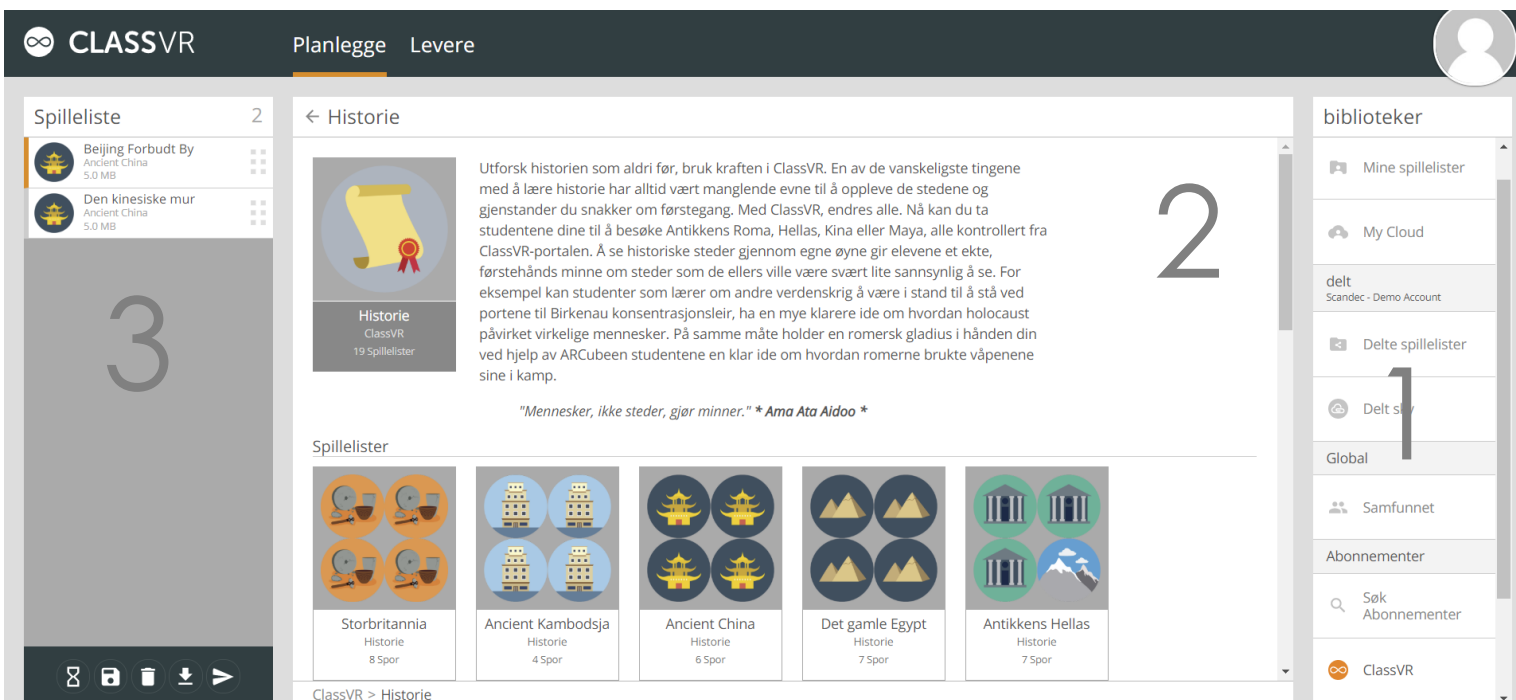 CLASSVR
Planlegge Levere
Spilleliste 2
Beijing Forbudt By
Ancient China
5.0 MB
Den kinesiske mur
Ancient China
5.0 MB
3
← Historie
Historie
ClassVR
19 Spillelister
Utforsk historien som aldri før, bruk kraften i ClassVR. En av de vanskeligste tingene
med å lære historie har alltid vært manglende evne til å oppleve de stedene og
gjenstander du snakker om førstegang. Med ClassVR, endres alle. Nå kan du ta
studentene dine til å besøke Antikkens Roma, Hellas, Kina eller Maya, alle kontrollert fra
ClassVR-portalen. Å se historiske steder gjennom egne øyne gir elevene et ekte,
førstehånds minne om steder som de ellers ville være svært lite sannsynlig å se. For
eksempel kan studenter som lærer om andre verdenskrig å være i stand til å stå ved
portene til Birkenau konsentrasjonsleir, ha en mye klarere ide om hvordan holocaust
påvirket virkelige mennesker. På samme måte holder en romersk gladius i hånden din
ved hjelp av ARCubeen studentene en klar ide om hvordan romerne brukte våpenene
sine i kamp.
"Mennesker, ikke steder, gjør minner." * Ama Ata Aidoo *
2
Spillelister
Storbritannia
Historie
8 Spor
Ancient Kambodsja
Historie
4 Spor
Ancient China
Historie
6 Spor
Det gamle Egypt
Historie
7 Spor
Antikkens Hellas
Historie
7 Spor
ClassVR > Historie
biblioteker
Mine spillelister
My Cloud
delt
Scandec - Demo Account
Delte spillelister
1
Delt sky
Global
Samfunnet
Abonnementer
Søk
Abonnementer
ClassVR